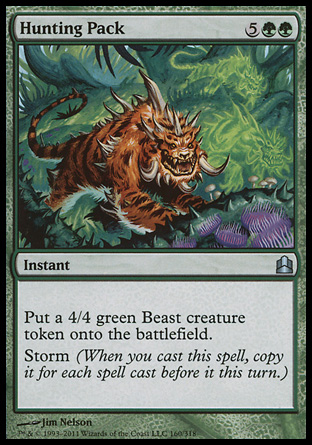 Hunting Pack 5
Instant
Put a 4/4 green Beast creature
token onto the battlefield.
Storm (When you cast this spell, copy
it for each spell cast before it this turn.)
Jim Nelson
™ & © 1993–2011 Wizards of the Coast LLC 160/318